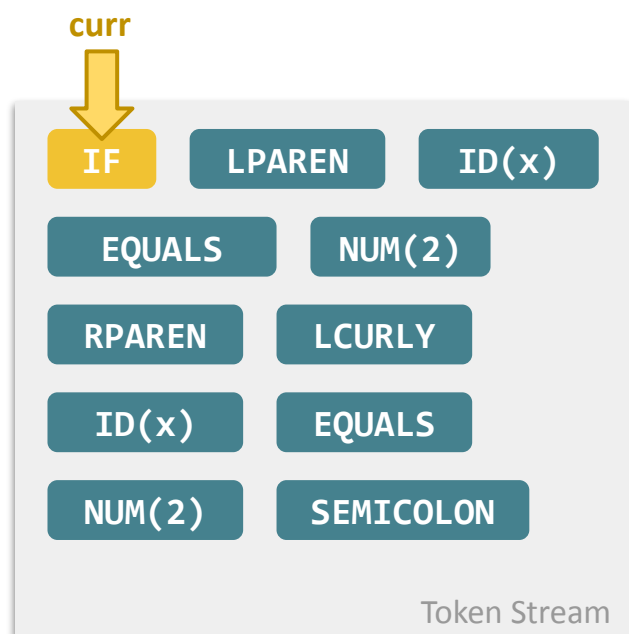 curr
IF LPAREN ID(x)
EQUALS NUM(2)
RPAREN LCURLY
ID(x) EQUALS
NUM(2) SEMICOLON
Token Stream